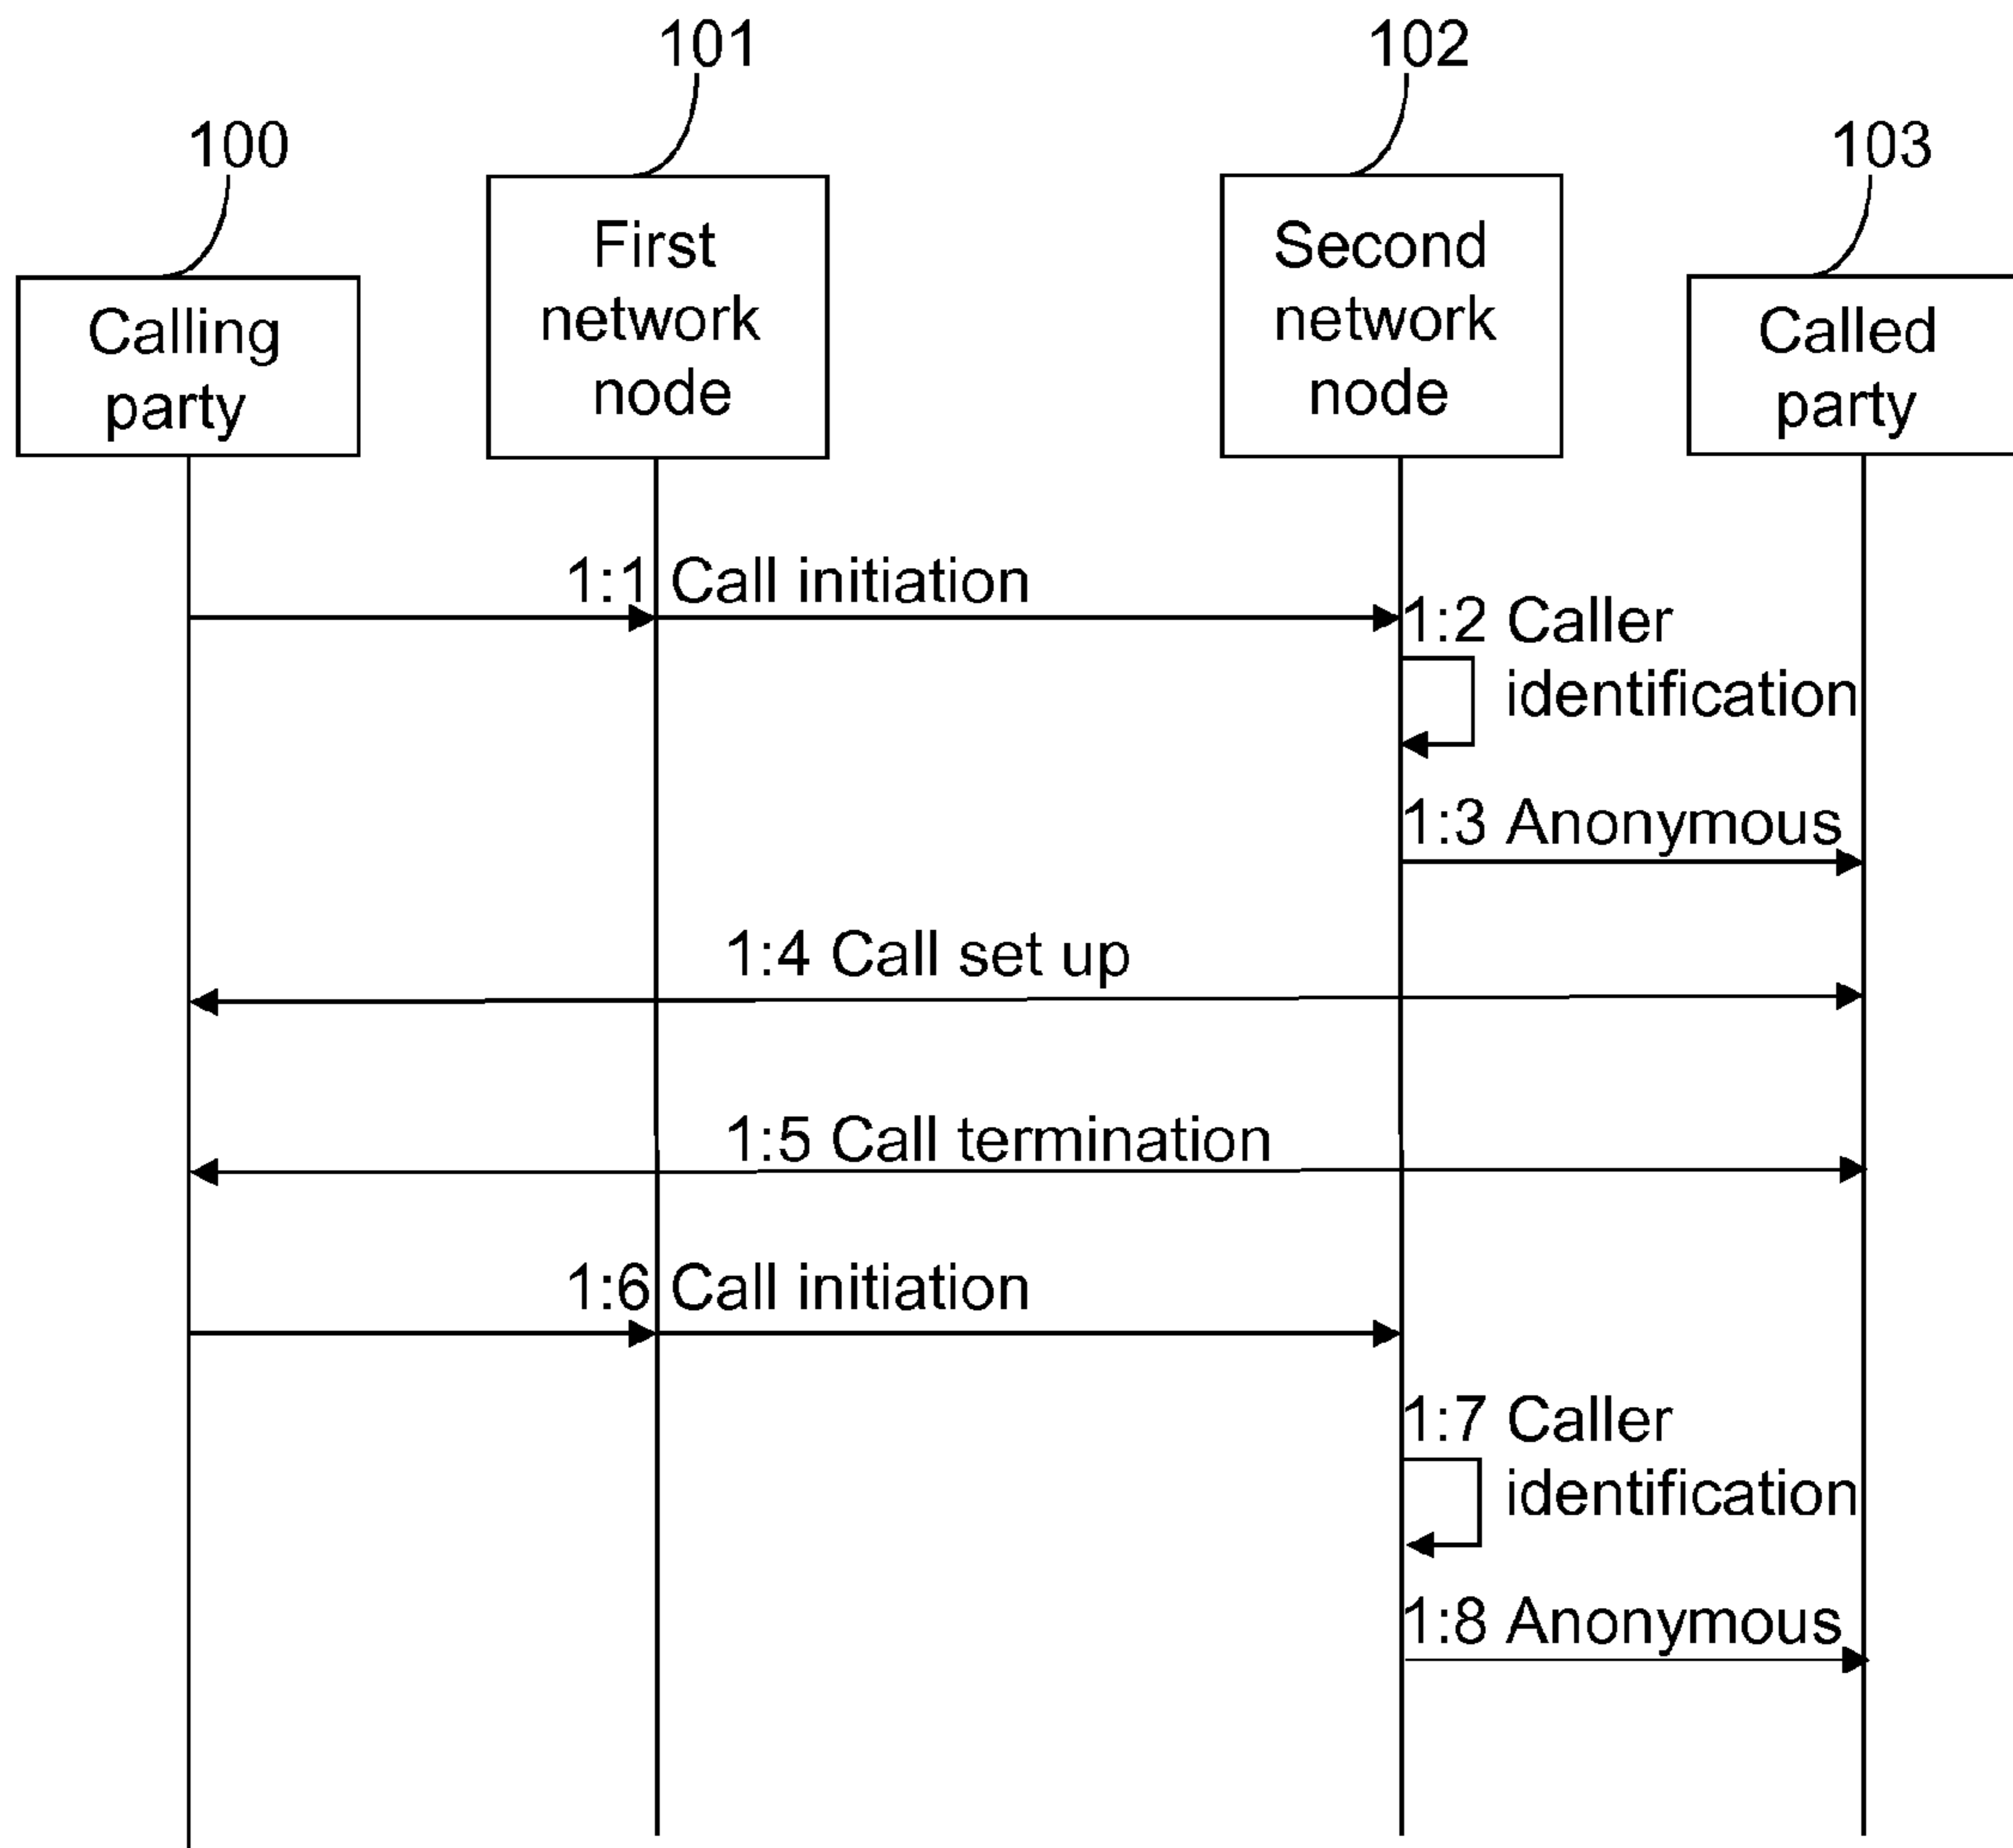 101
102
100
103
First
network
node
Second
network
node
Calling
party
Called
party
1:1 Call initiation
1:2 Caller
identification
1:3 Anonymous
1:4 Call set up
1:5 Call termination
1:6 Call initiation
1:7 Caller
identification
1:8 Anonymous